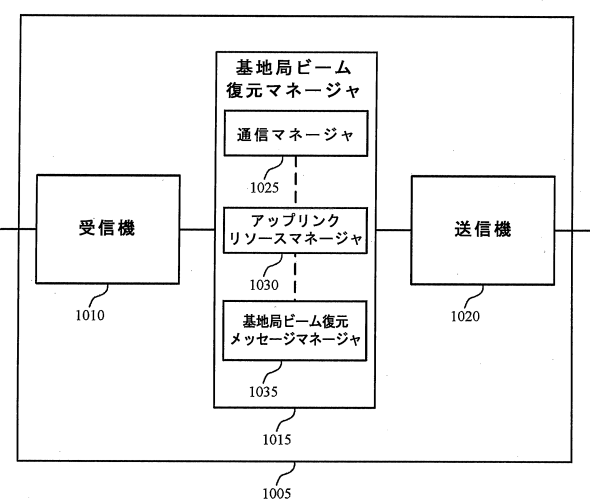 基地局ビーム
復元マネージャ
通信マネージャ
1025
受信機
1010
アップリンク
リソースマネージャ
1030
送信機
1020
基地局ビーム復元
メッセージマネージャ
1035
1015
1005